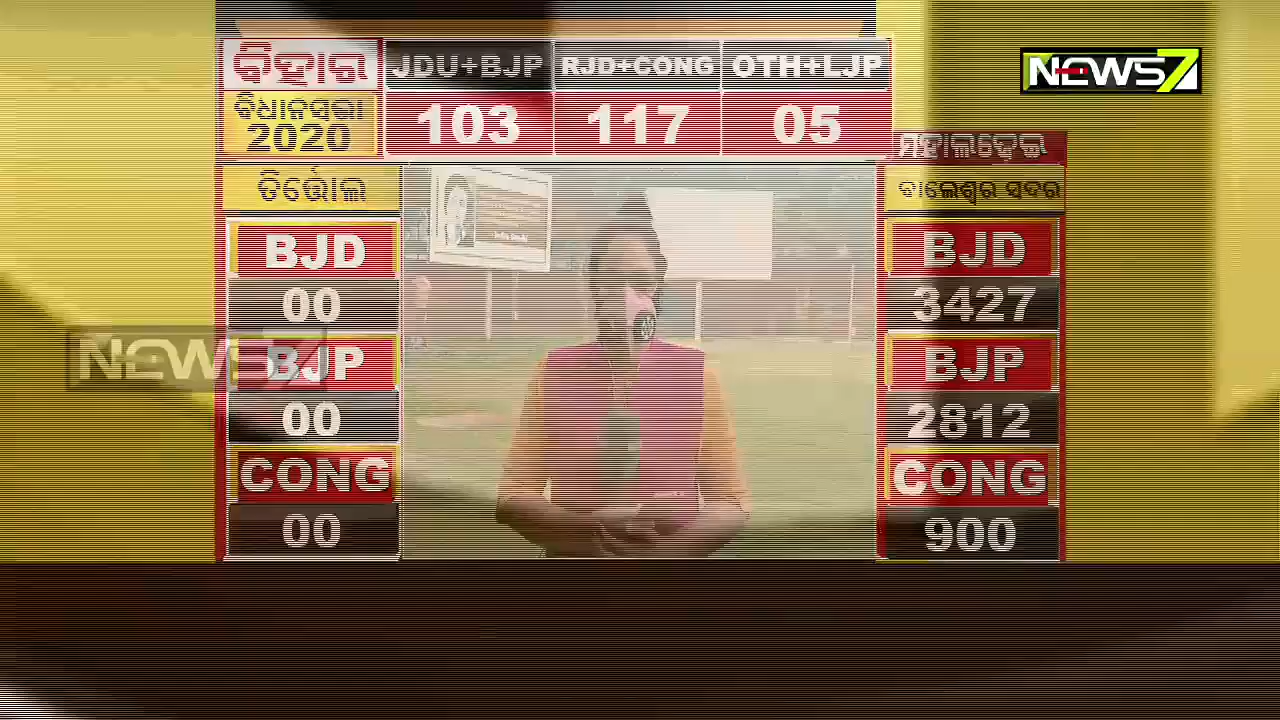 ବିହାର
ବିଧାନସଭା
2020
JDU+BJP
103
RJD+CONG
117
OTH+LJP
05
NEWS7
ମହାଲଢ଼େଇ
ତିର୍ତ୍ତୋଲ
BJD
00
BJP
00
CONG
00
NEWS7
ବାଲେଶ୍ୱର ସଦର
BJD
3427
BJP
2812
CONG
900